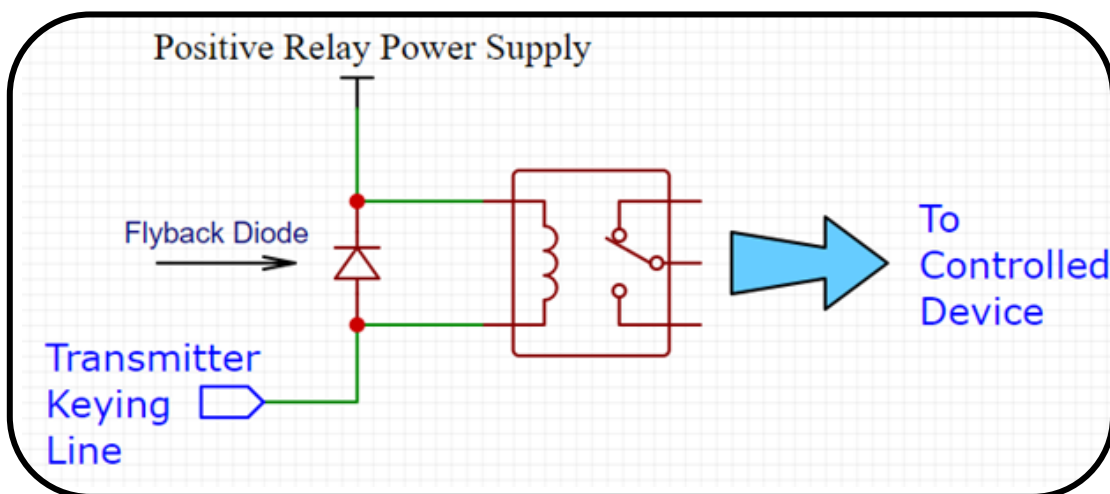 Positive Relay Power Supply
Flyback Diode
To
Controlled
Device
Transmitter
Keying
Line